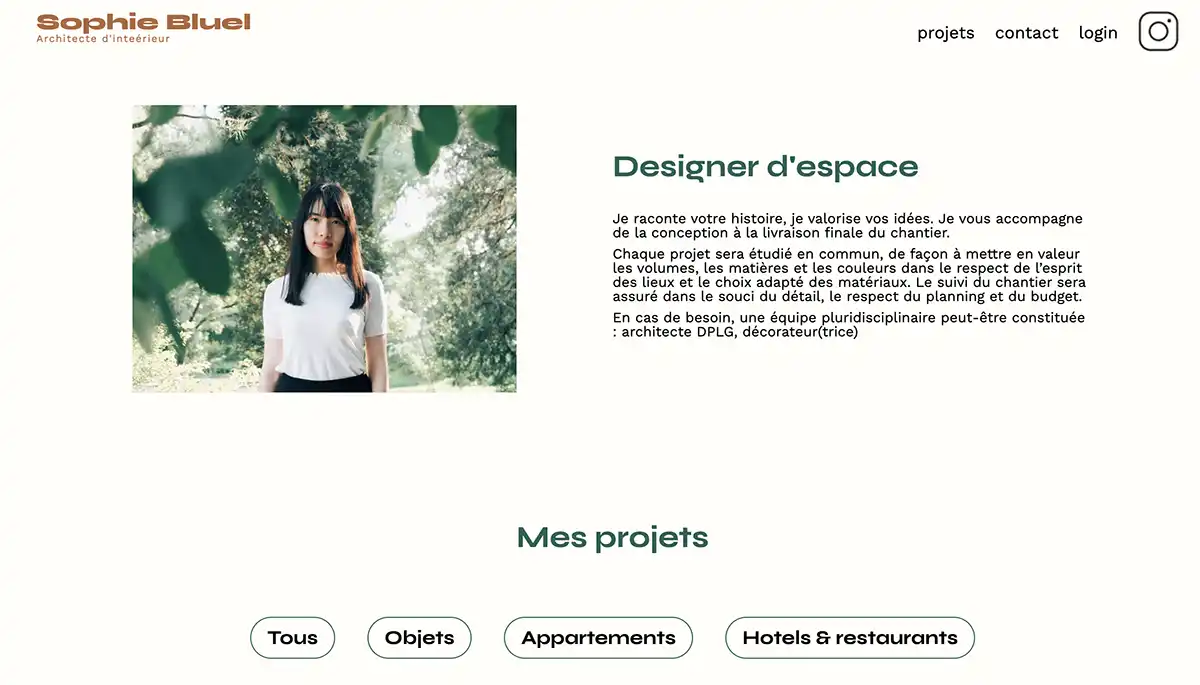 Sophie Bluel
Architecte d'inteérieur
projets contact login
Designer d'espace
Je raconte votre histoire, je valorise vos idées. Je vous accompagne
de la conception à la livraison finale du chantier.
Chaque projet sera étudié en commun, de façon à mettre en valeur
les volumes, les matières et les couleurs dans le respect de l'esprit
des lieux et le choix adapté des matériaux. Le suivi du chantier sera
assuré dans le souci du détail, le respect du planning et du budget.
En cas de besoin, une équipe pluridisciplinaire peut-être constituée
: architecte DPLG, décorateur(trice)
Mes projets
Tous Objets Appartements Hotels & restaurants